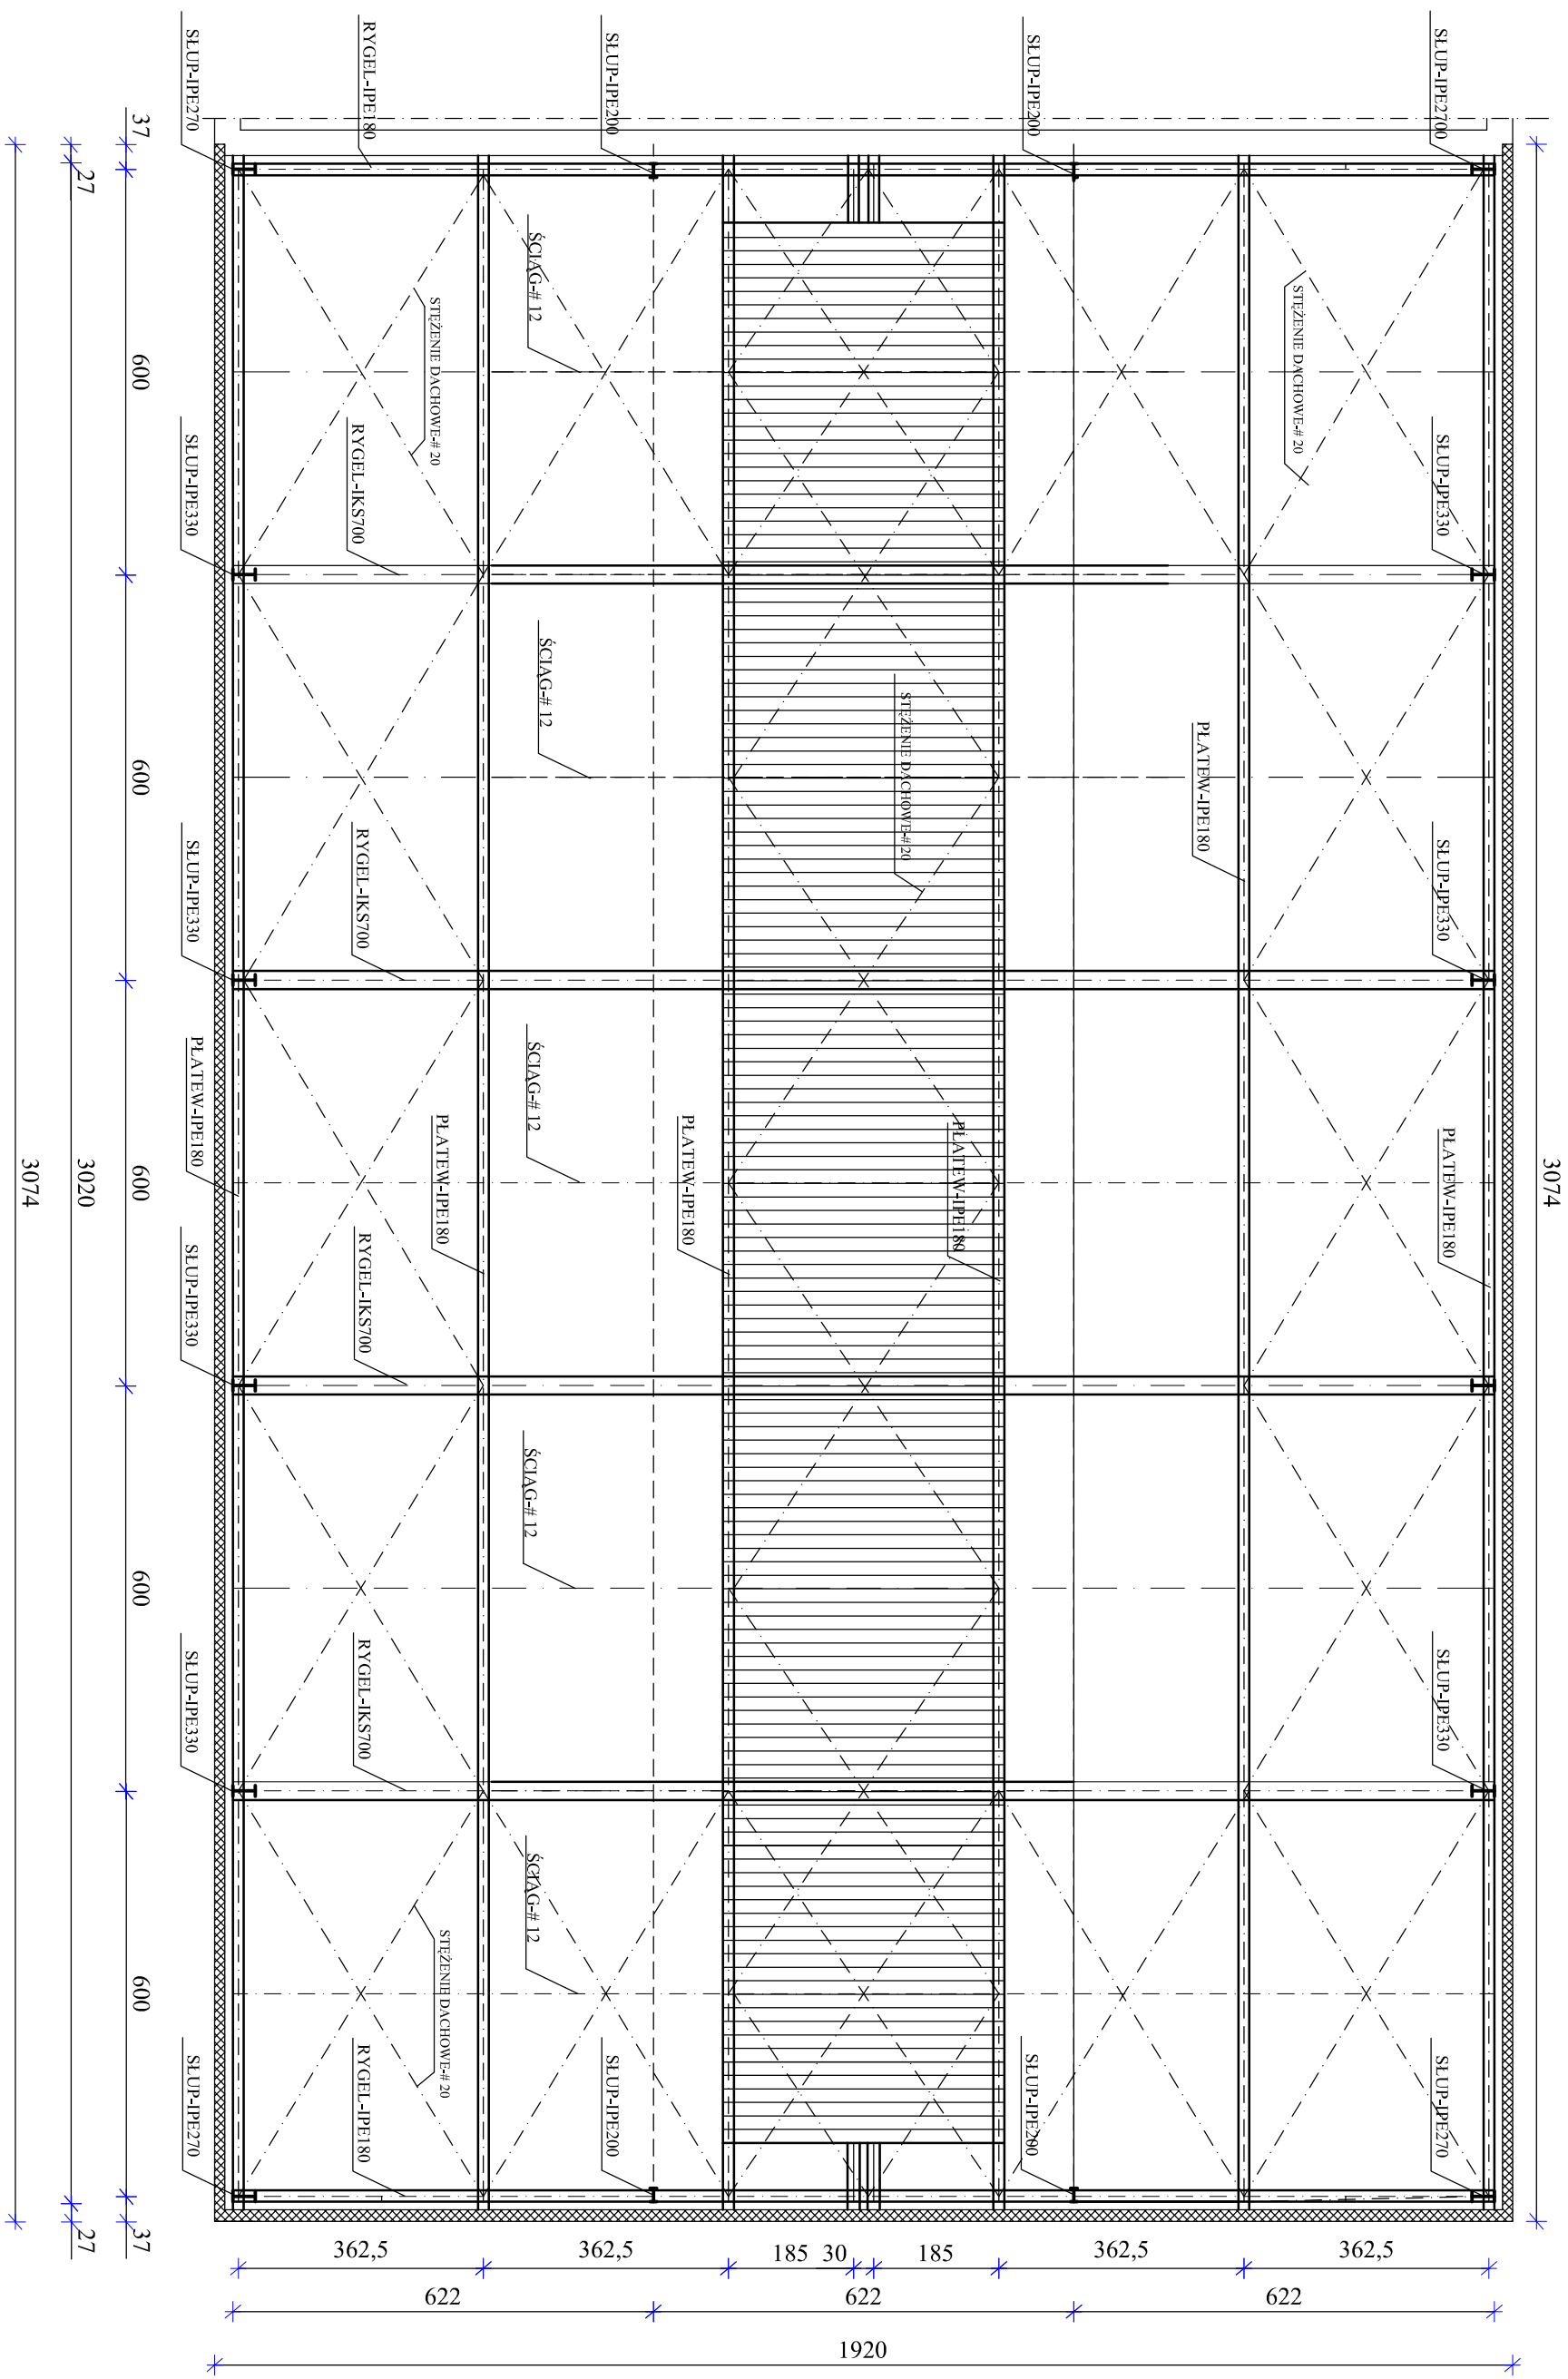 SŁUP-IPE270
RYGEL-IPE180
SŁUP-IPE200
SŁUP-IPE200
SŁUP-IPE2700
37
27
ŚCIĄG-# 12
STĘŻENIE DACHOWE-# 20
STĘŻENIE DACHOWE-# 20
600
SŁUP-IPE330
RYGEL-IKS700
SŁUP-IPE330
ŚCIĄG-# 12
STĘŻENIE DACHOWE-# 20
PŁATEW-IPE180
600
SŁUP-IPE330
RYGEL-IKS700
SŁUP-IPE330
ŚCIĄG-# 12
PŁATEW-IPE180
PŁATEW-IPE180
PŁATEW-IPE180
PŁATEW-IPE180
PŁATEW-IPE180
3074
3020
600
3074
SŁUP-IPE330
RYGEL-IKS700
ŚCIĄG-# 12
600
SŁUP-IPE330
RYGEL-IKS700
SŁUP-IPE330
ŚCIĄG-# 12
STĘŻENIE DACHOWE-# 20
600
SŁUP-IPE270
RYGEL-IPE180
SŁUP-IPE200
SŁUP-IPE200
SŁUP-IPE270
27
37
362,5
362,5
185
30
185
362,5
362,5
622
622
622
1920